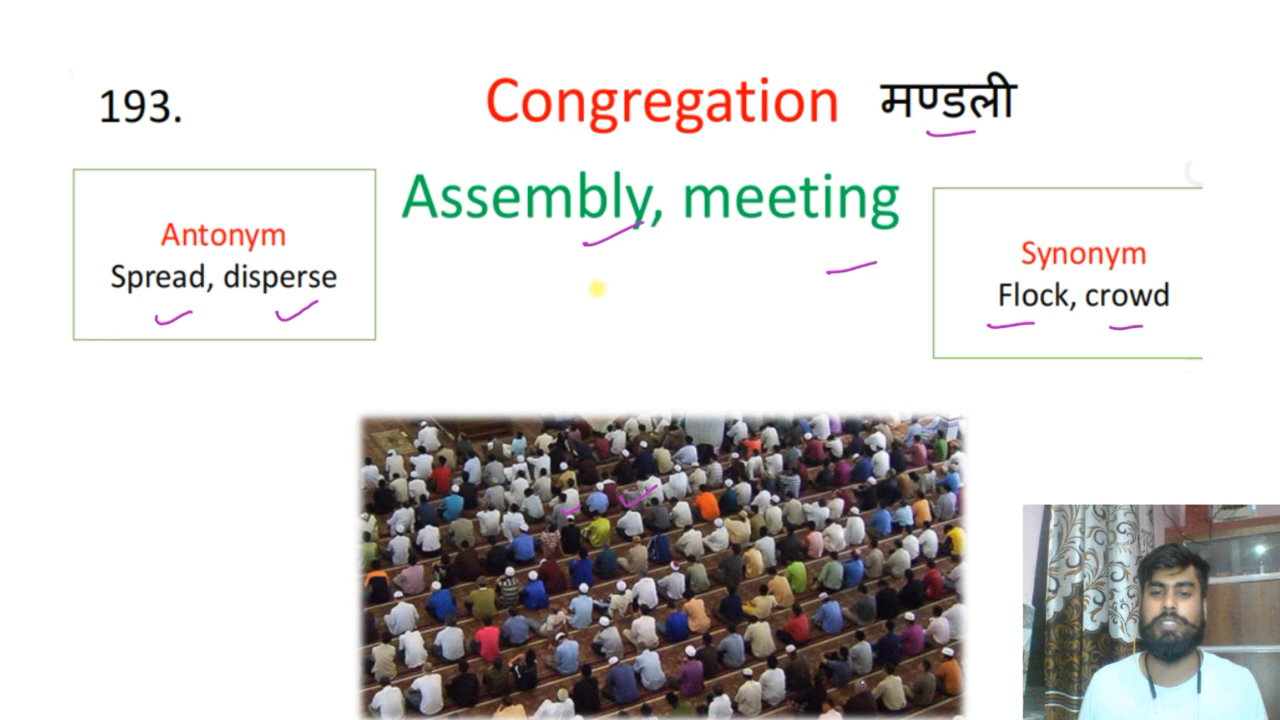 193.
Congregation मण्डली
Assembly, meeting
Antonym
Spread, disperse
Synonym
Flock, crowd